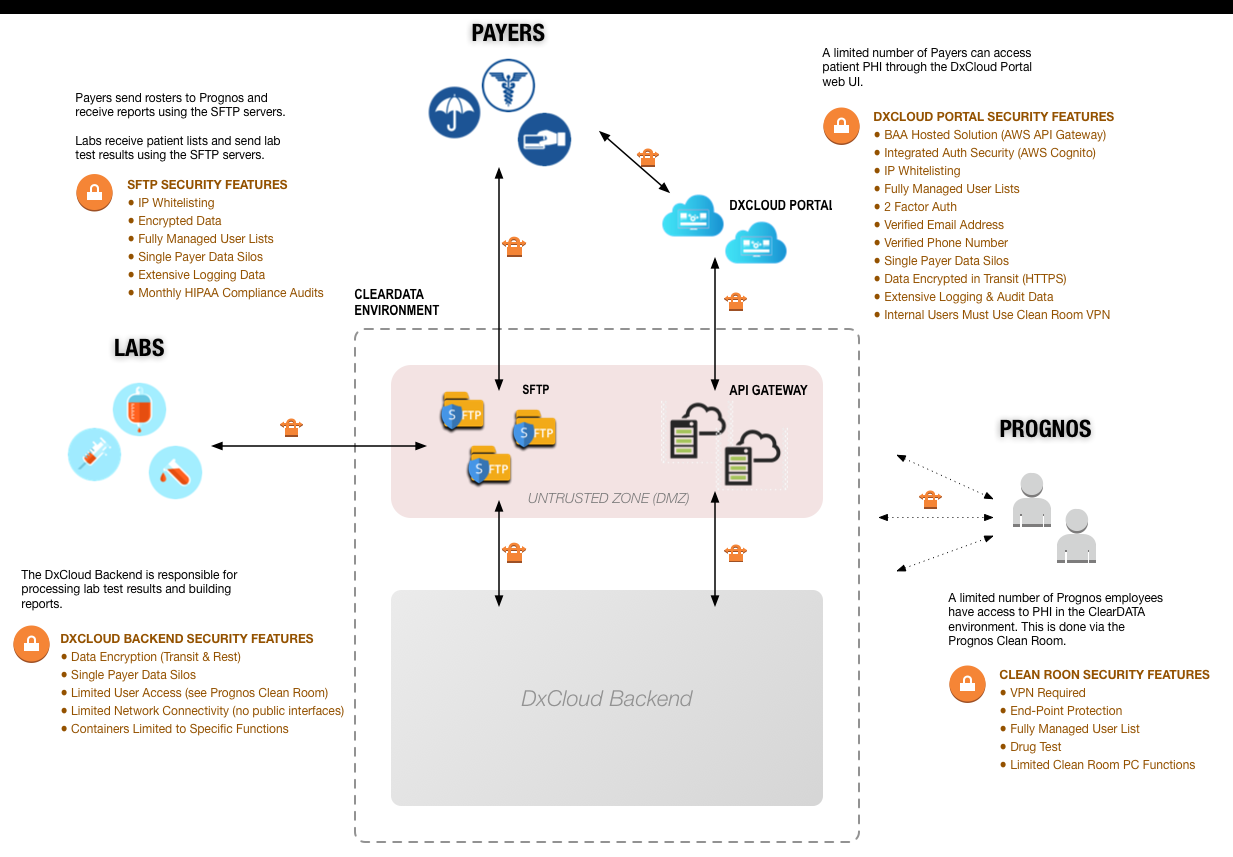 PAYERS
A limited number of Payers can access
patient PHI through the DxCloud Portal
web UI.
Payers send rosters to Prognos and
receive reports using the SFTP servers.
Labs receive patient lists and send lab
test results using the SFTP servers.
DXCLOUD PORTAL SECURITY FEATURES
• BAA Hosted Solution (AWS API Gateway)
• Integrated Auth Security (AWS Cognito)
• IP Whitelisting
• Fully Managed User Lists
• 2 Factor Auth
• Verified Email Address
• Verified Phone Number
• Single Payer Data Silos
• Data Encrypted in Transit (HTTPS)
• Extensive Logging & Audit Data
• Internal Users Must Use Clean Room VPN
SFTP SECURITY FEATURES
• IP Whitelisting
• Encrypted Data
• Fully Managed User Lists
• Single Payer Data Silos
• Extensive Logging Data
• Monthly HIPAA Compliance Audits
DXCLOUD PORTAL
CLEARDATA
ENVIRONMENT
LABS
SFTP
API GATEWAY
S FTP
S FTP
S FTP
UNTRUSTED ZONE (DMZ)
PROGNOS
The DxCloud Backend is responsible for
processing lab test results and building
reports.
DXCLOUD BACKEND SECURITY FEATURES
• Data Encryption (Transit & Rest)
• Single Payer Data Silos
• Limited User Access (see Prognos Clean Room)
• Limited Network Connectivity (no public interfaces)
• Containers Limited to Specific Functions
DxCloud Backend
A limited number of Prognos employees
have access to PHI in the ClearDATA
environment. This is done via the
Prognos Clean Room.
CLEAN ROON SECURITY FEATURES
• VPN Required
• End-Point Protection
• Fully Managed User List
• Drug Test
• Limited Clean Room PC Functions